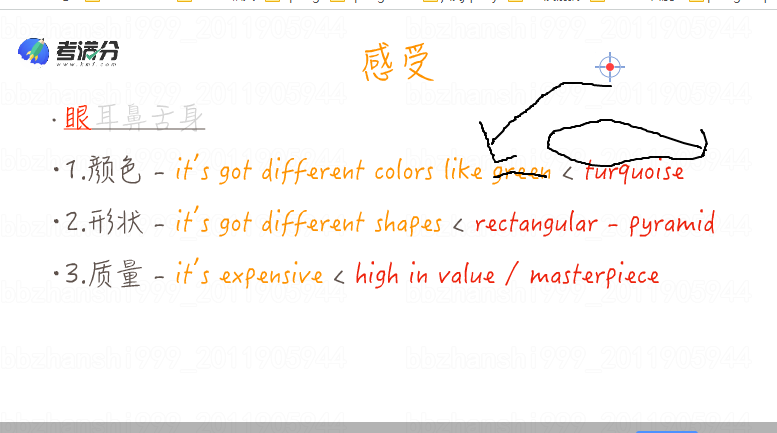 考满分
www.kmf.com
感受
· 眼耳鼻舌身
·1.颜色 - it's got different colors like green < turquoise
·2.形状 - it's got different shapes < rectangular - pyramid
·3.质量 - it's expensive < high in value / masterpiece